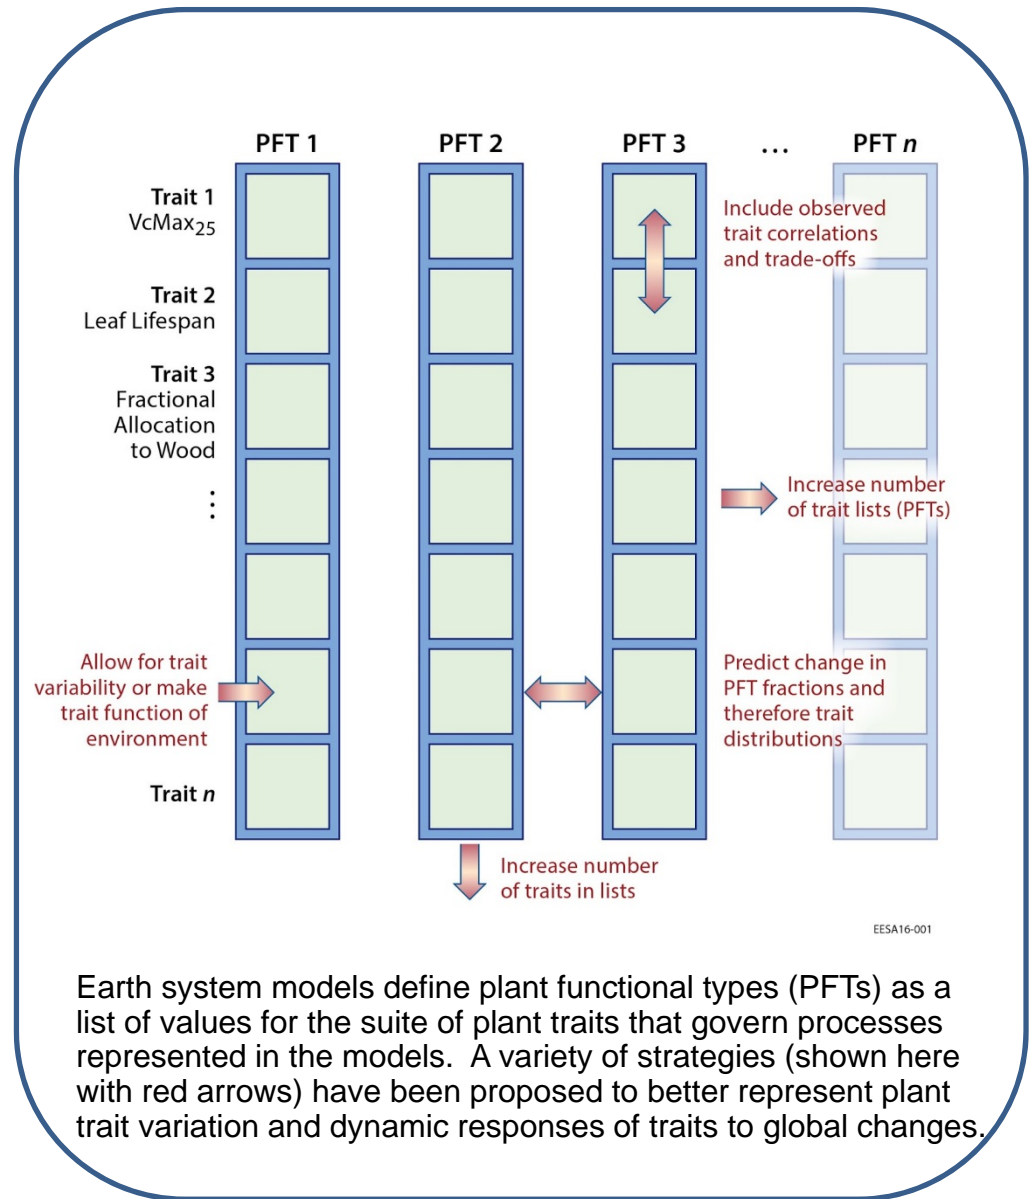 PFT 1 PFT 2 PFT 3 ... PFT n
Trait 1
VcMax25
Include observed
trait correlations
and trade-offs
Trait 2
Leaf Lifespan
Trait 3
Fractional
Allocation
to Wood
⋮
Increase number
of trait lists (PFTs)
Allow for trait
variability or make
trait function of
environment
Predict change in
PFT fractions and
therefore trait
distributions
Trait n
Increase number
of traits in lists
EESA16-001
Earth system models define plant functional types (PFTs) as a
list of values for the suite of plant traits that govern processes
represented in the models.  A variety of strategies (shown here
with red arrows) have been proposed to better represent plant
trait variation and dynamic responses of traits to global changes.